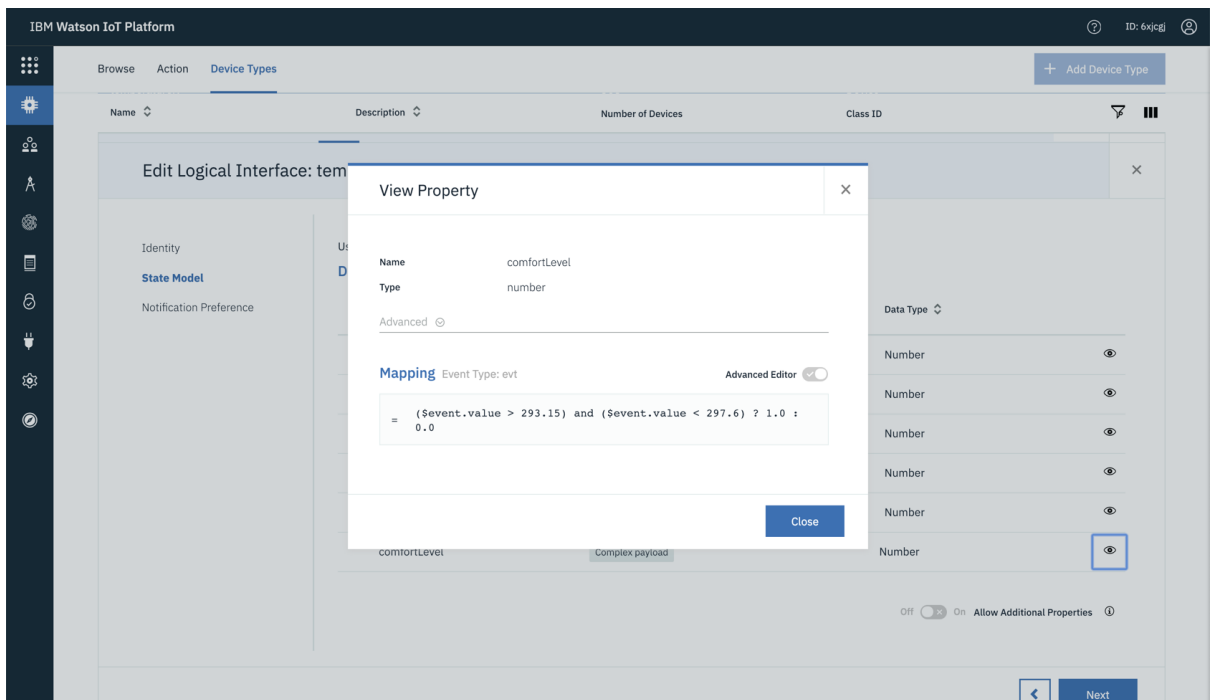 IBM Watson IoT Platform
ID: 6xjcgj
Browse Action Device Types
+ Add Device Type
Name Description Number of Devices Class ID
Edit Logical Interface: tem
View Property
Identity
State Model
Notification Preference
Us
D
Name comfortLevel
Type number
Advanced
Data Type
Mapping Event Type: evt
Advanced Editor
= ($event.value > 293.15) and ($event.value < 297.6) ? 1.0 :
0.0
Number
Number
Number
Number
Number
Close
comfortLevel Complex payload Number
Off On Allow Additional Properties
Next